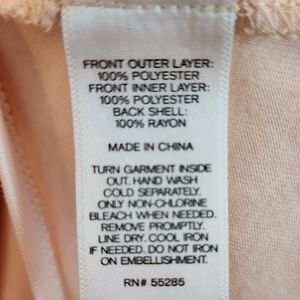 FRONT OUTER LAYER:
100% POLYESTER
FRONT INNER LAYER:
100% POLYESTER
BACK SHELL:
100% RAYON
MADE IN CHINA
TURN GARMENT INSIDE
OUT. HAND WASH
COLD SEPARATELY.
ONLY NON-CHLORINE
BLEACH WHEN NEEDED.
REMOVE PROMPTLY.
LINE DRY. COOL IRON
IF NEEDED. DO NOT IRON
ON EMBELLISHMENT.
RN# 55285